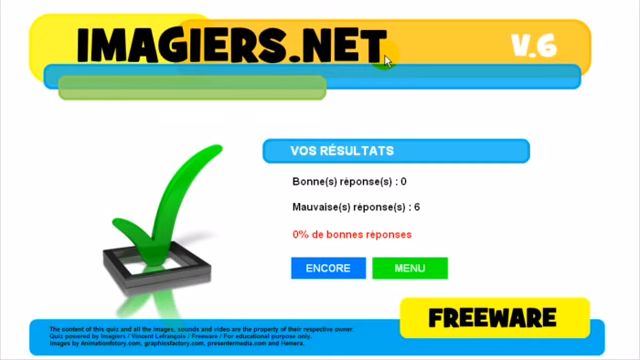 IMAGIERS.NET
V.6
VOS RÉSULTATS
Bonne(s) réponse(s) : 0
Mauvaise(s) réponse(s) : 6
0% de bonnes réponses
ENCORE
MENU
FREEWARE
The content of this quiz and all the images, sounds and video are the property of their respective owner.
Quiz powered by Imagiers / Vincent Lefrançois / Freeware / For educational purpose only.
Images by Animationfatory.com, graphicsfactory.com, presentermedia.com and Hemera.